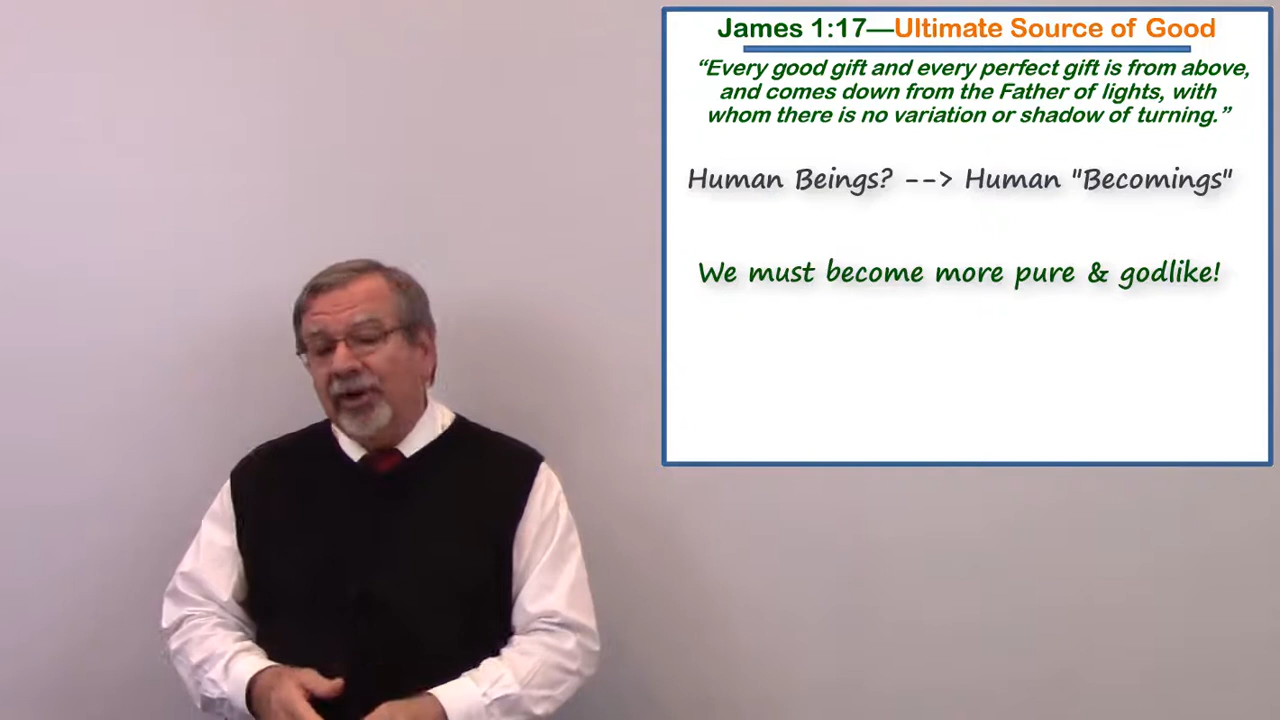 James 1:17—Ultimate Source of Good
“Every good gift and every perfect gift is from above,
and comes down from the Father of lights, with
whom there is no variation or shadow of turning.”
Human Beings? --> Human "Becomings"
We must become more pure & godlike!